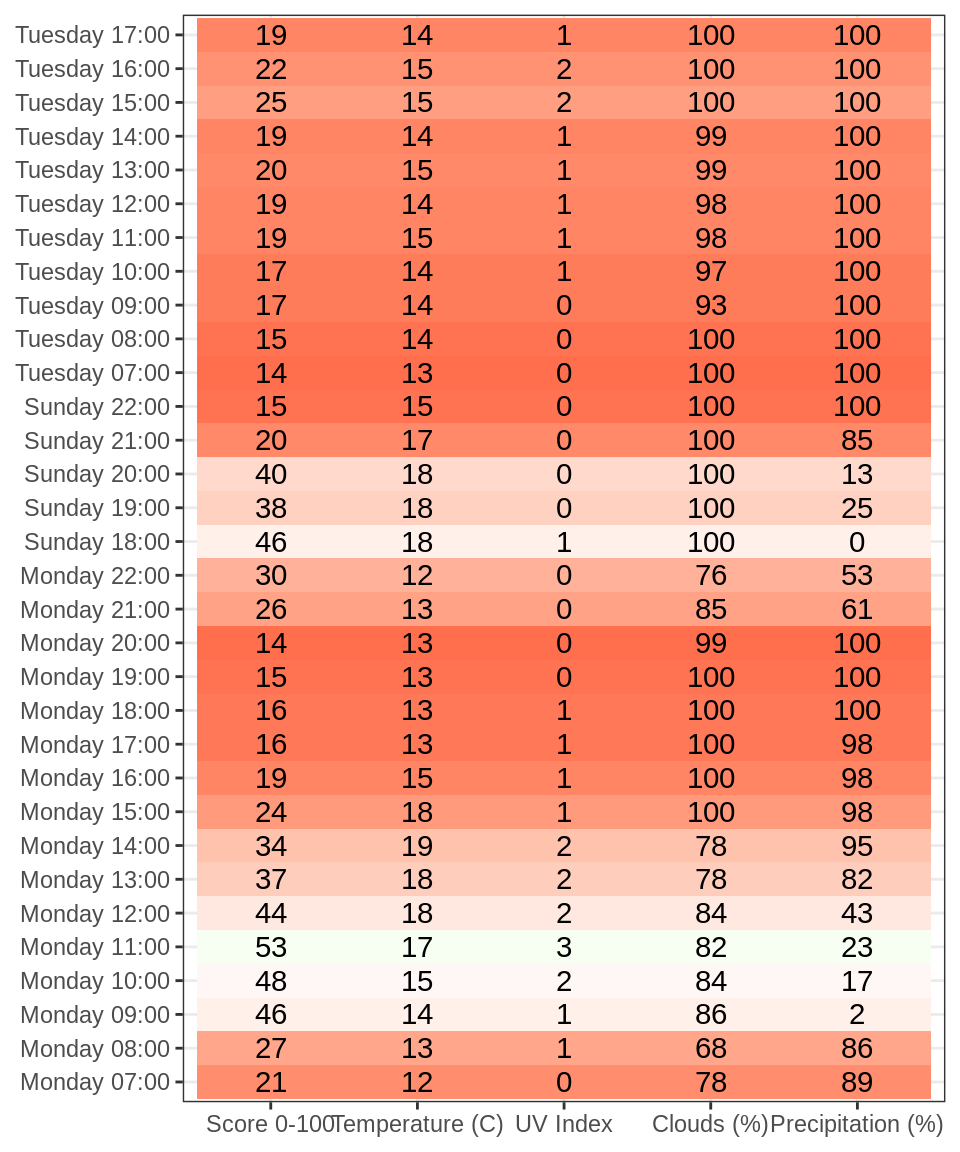 Tuesday 17:00 19 14 1 100 100
Tuesday 16:00 22 15 2 100 100
Tuesday 15:00 25 15 2 100 100
Tuesday 14:00 19 14 1 99 100
Tuesday 13:00 20 15 1 99 100
Tuesday 12:00 19 14 1 98 100
Tuesday 11:00 19 15 1 98 100
Tuesday 10:00 17 14 1 97 100
Tuesday 09:00 17 14 0 93 100
Tuesday 08:00 15 14 0 100 100
Tuesday 07:00 14 13 0 100 100
Sunday 22:00 15 15 0 100 100
Sunday 21:00 20 17 0 100 85
Sunday 20:00 40 18 0 100 13
Sunday 19:00 38 18 0 100 25
Sunday 18:00 46 18 1 100 0
Monday 22:00 30 12 0 76 53
Monday 21:00 26 13 0 85 61
Monday 20:00 14 13 0 99 100
Monday 19:00 15 13 0 100 100
Monday 18:00 16 13 1 100 100
Monday 17:00 16 13 1 100 98
Monday 16:00 19 15 1 100 98
Monday 15:00 24 18 1 100 98
Monday 14:00 34 19 2 78 95
Monday 13:00 37 18 2 78 82
Monday 12:00 44 18 2 84 43
Monday 11:00 53 17 3 82 23
Monday 10:00 48 15 2 84 17
Monday 09:00 46 14 1 86 2
Monday 08:00 27 13 1 68 86
Monday 07:00 21 12 0 78 89
Score 0-100 Temperature (C) UV Index Clouds (%) Precipitation (%)